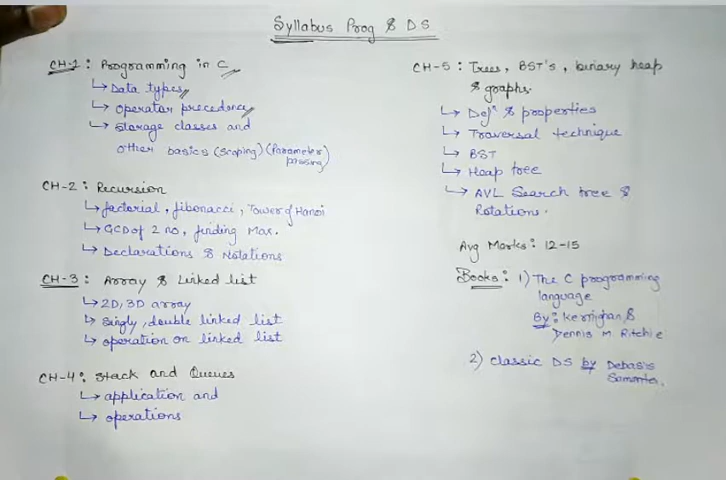 Syllabus Prog & DS
CH-1: Programming in C
↳ Data types
↳ operator precedence
↳ Storage classes and
other basics (Scoping) (Parameter
passing)
CH-2: Recursion
↳ factorial, fibonacci, Tower of Hanoi
↳ GCD of 2 no, finding Max.
↳ Declarations & Notations
CH-3: Array & Linked list
↳ 2D, 3D array
↳ singly, double linked list
↳ operation on linked list
CH-4: Stack and Queues
↳ application and
↳ operations
CH-5: Trees, BST's, binary heap
& graphs.
↳ Defⁿ & properties
↳ Traversal technique
↳ BST
↳ Heap tree
↳ AVL Search tree &
Rotations.
Avg Marks: 12-15
Books: 1) The C programming
language
By: Kernighan &
Dennis M Ritchie
2) Classic DS by Debasis
Samanta.